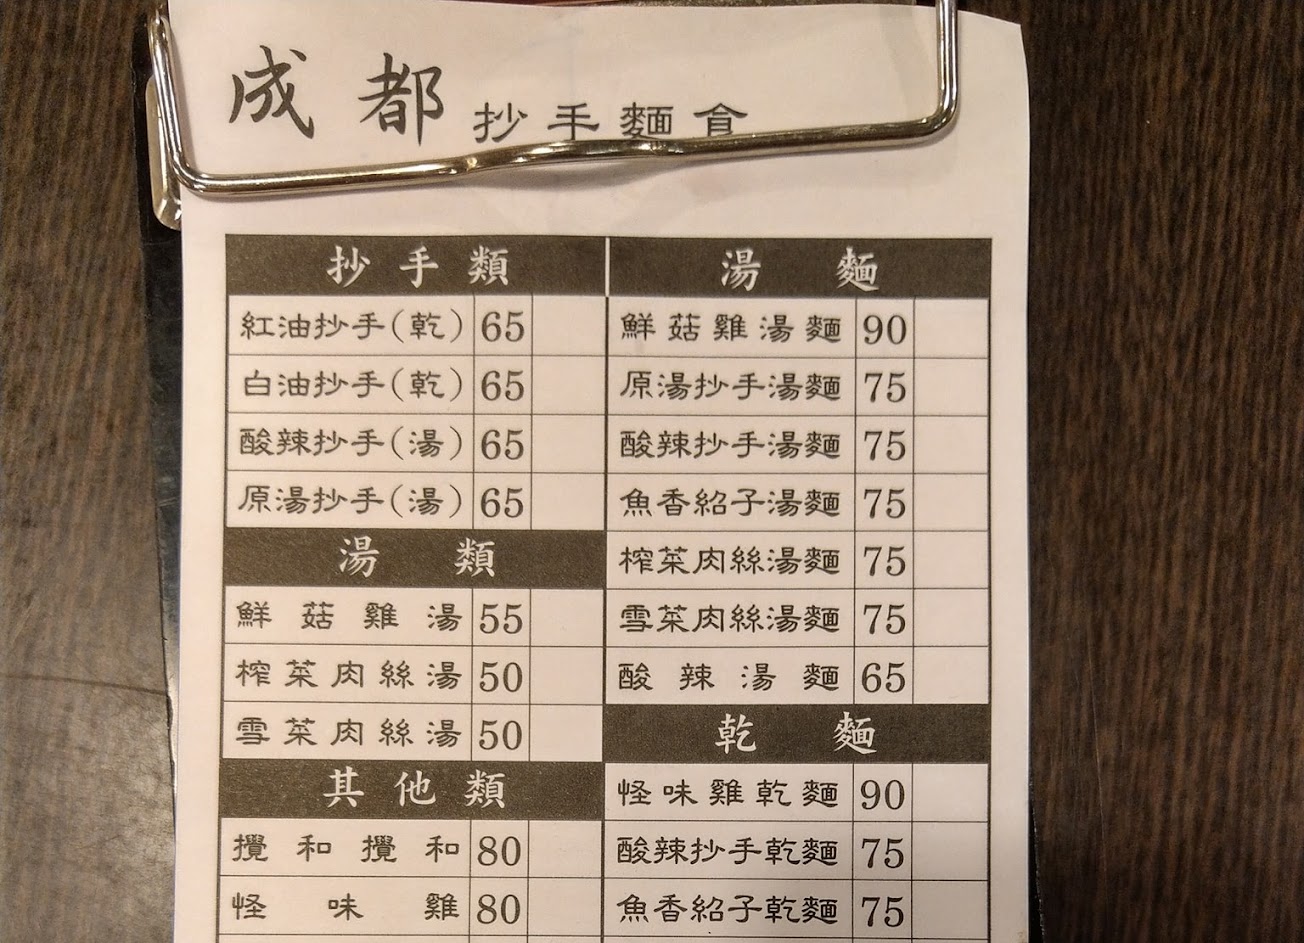 成都 抄手麵食
抄手類
紅油抄手(乾) 65
白油抄手(乾) 65
酸辣抄手(湯) 65
原湯抄手(湯) 65
湯類
鮮菇雞湯 55
榨菜肉絲湯 50
雪菜肉絲湯 50
其他類
攪和攪和 80
怪味雞 80
湯麵
鮮菇雞湯麵 90
原湯抄手湯麵 75
酸辣抄手湯麵 75
魚香紹子湯麵 75
榨菜肉絲湯麵 75
雪菜肉絲湯麵 75
酸辣湯麵 65
乾麵
怪味雞乾麵 90
酸辣抄手乾麵 75
魚香紹子乾麵 75